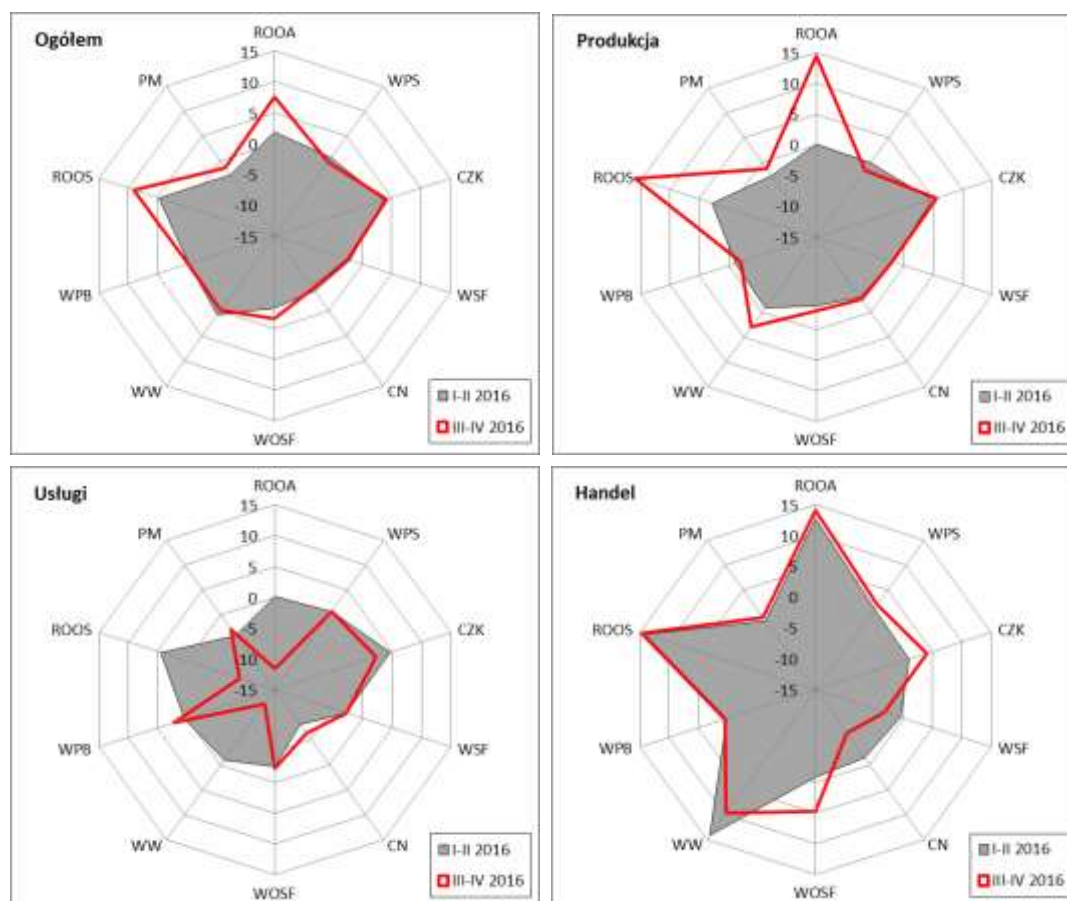 Ogółem
ROOA
15
10
5
0
-5
-10
-15
WPS
CZK
WSF
CN
WOSF
WW
WPB
ROOS
PM
I-II 2016
III-IV 2016
Produkcja
ROOA
15
10
5
0
-5
-10
-15
WPS
CZK
WSF
CN
WOSF
WW
WPB
ROOS
PM
I-II 2016
III-IV 2016
Usługi
ROOA
15
10
5
0
-5
-10
-15
WPS
CZK
WSF
CN
WOSF
WW
WPB
ROOS
PM
I-II 2016
III-IV 2016
Handel
ROOA
15
10
5
0
-5
-10
-15
WPS
CZK
WSF
CN
WOSF
WW
WPB
ROOS
PM
I-II 2016
III-IV 2016